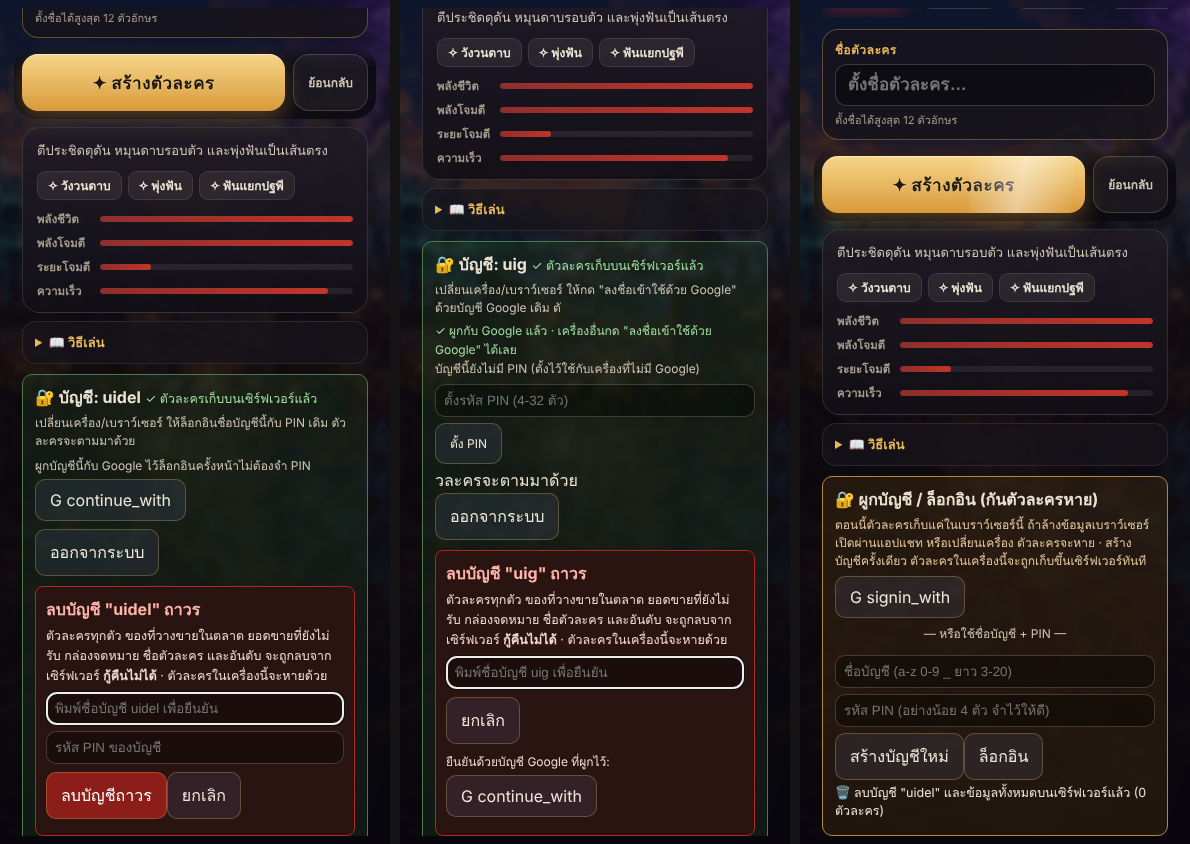 ตั้งชื่อได้สูงสุด 12 ตัวอักษร
✦ สร้างตัวละคร
ย้อนกลับ
ตีประชิดดุดัน หมุนดาบรอบตัว และพุ่งฟันเป็นเส้นตรง
✧ วังวนดาบ
✧ พุ่งฟัน
✧ ฟันแยกปฐพี
พลังชีวิต
พลังโจมตี
ระยะโจมตี
ความเร็ว
▶ 📖 วิธีเล่น
🔐 บัญชี: uidel ✓ ตัวละครเก็บบนเซิร์ฟเวอร์แล้ว
เปลี่ยนเครื่อง/เบราว์เซอร์ ให้ล็อกอินชื่อบัญชีนี้กับ PIN เดิม ตัว
ละครจะตามมาด้วย
ผูกบัญชีนี้กับ Google ไว้ล็อกอินครั้งหน้าไม่ต้องจำ PIN
G continue_with
ออกจากระบบ
ลบบัญชี "uidel" ถาวร
ตัวละครทุกตัว ของที่วางขายในตลาด ยอดขายที่ยังไม่
รับ กล่องจดหมาย ชื่อตัวละคร และอันดับ จะถูกลบจาก
เซิร์ฟเวอร์ กู้คืนไม่ได้ · ตัวละครในเครื่องนี้จะหายด้วย
พิมพ์ชื่อบัญชี uidel เพื่อยืนยัน
รหัส PIN ของบัญชี
ลบบัญชีถาวร
ยกเลิก
ตีประชิดดุดัน หมุนดาบรอบตัว และพุ่งฟันเป็นเส้นตรง
✧ วังวนดาบ
✧ พุ่งฟัน
✧ ฟันแยกปฐพี
พลังชีวิต
พลังโจมตี
ระยะโจมตี
ความเร็ว
▶ 📖 วิธีเล่น
🔐 บัญชี: uig ✓ ตัวละครเก็บบนเซิร์ฟเวอร์แล้ว
เปลี่ยนเครื่อง/เบราว์เซอร์ ให้กด "ลงชื่อเข้าใช้ด้วย Google"
ด้วยบัญชี Google เดิม ตั
✓ ผูกกับ Google แล้ว · เครื่องอื่นกด "ลงชื่อเข้าใช้ด้วย
Google" ได้เลย
บัญชีนี้ยังไม่มี PIN (ตั้งไว้ใช้กับเครื่องที่ไม่มี Google)
ตั้งรหัส PIN (4-32 ตัว)
ตั้ง PIN
วละครจะตามมาด้วย
ออกจากระบบ
ลบบัญชี "uig" ถาวร
ตัวละครทุกตัว ของที่วางขายในตลาด ยอดขายที่ยังไม่
รับ กล่องจดหมาย ชื่อตัวละคร และอันดับ จะถูกลบจาก
เซิร์ฟเวอร์ กู้คืนไม่ได้ · ตัวละครในเครื่องนี้จะหายด้วย
พิมพ์ชื่อบัญชี uig เพื่อยืนยัน
ยกเลิก
ยืนยันด้วยบัญชี Google ที่ผูกไว้:
G continue_with
ชื่อตัวละคร
ตั้งชื่อตัวละคร...
ตั้งชื่อได้สูงสุด 12 ตัวอักษร
✦ สร้างตัวละคร
ย้อนกลับ
ตีประชิดดุดัน หมุนดาบรอบตัว และพุ่งฟันเป็นเส้นตรง
✧ วังวนดาบ
✧ พุ่งฟัน
✧ ฟันแยกปฐพี
พลังชีวิต
พลังโจมตี
ระยะโจมตี
ความเร็ว
▶ 📖 วิธีเล่น
🔐 ผูกบัญชี / ล็อกอิน (กันตัวละครหาย)
ตอนนี้ตัวละครเก็บแค่ในเบราว์เซอร์นี้ ถ้าล้างข้อมูลเบราว์เซอร์
เปิดผ่านแอปแชท หรือเปลี่ยนเครื่อง ตัวละครจะหาย · สร้าง
บัญชีครั้งเดียว ตัวละครในเครื่องนี้จะถูกเก็บขึ้นเซิร์ฟเวอร์ทันที
G signin_with
— หรือใช้ชื่อบัญชี + PIN —
ชื่อบัญชี (a-z 0-9 _ ยาว 3-20)
รหัส PIN (อย่างน้อย 4 ตัว จำไว้ให้ดี)
สร้างบัญชีใหม่
ล็อกอิน
🗑️ ลบบัญชี "uidel" และข้อมูลทั้งหมดบนเซิร์ฟเวอร์แล้ว (0
ตัวละคร)